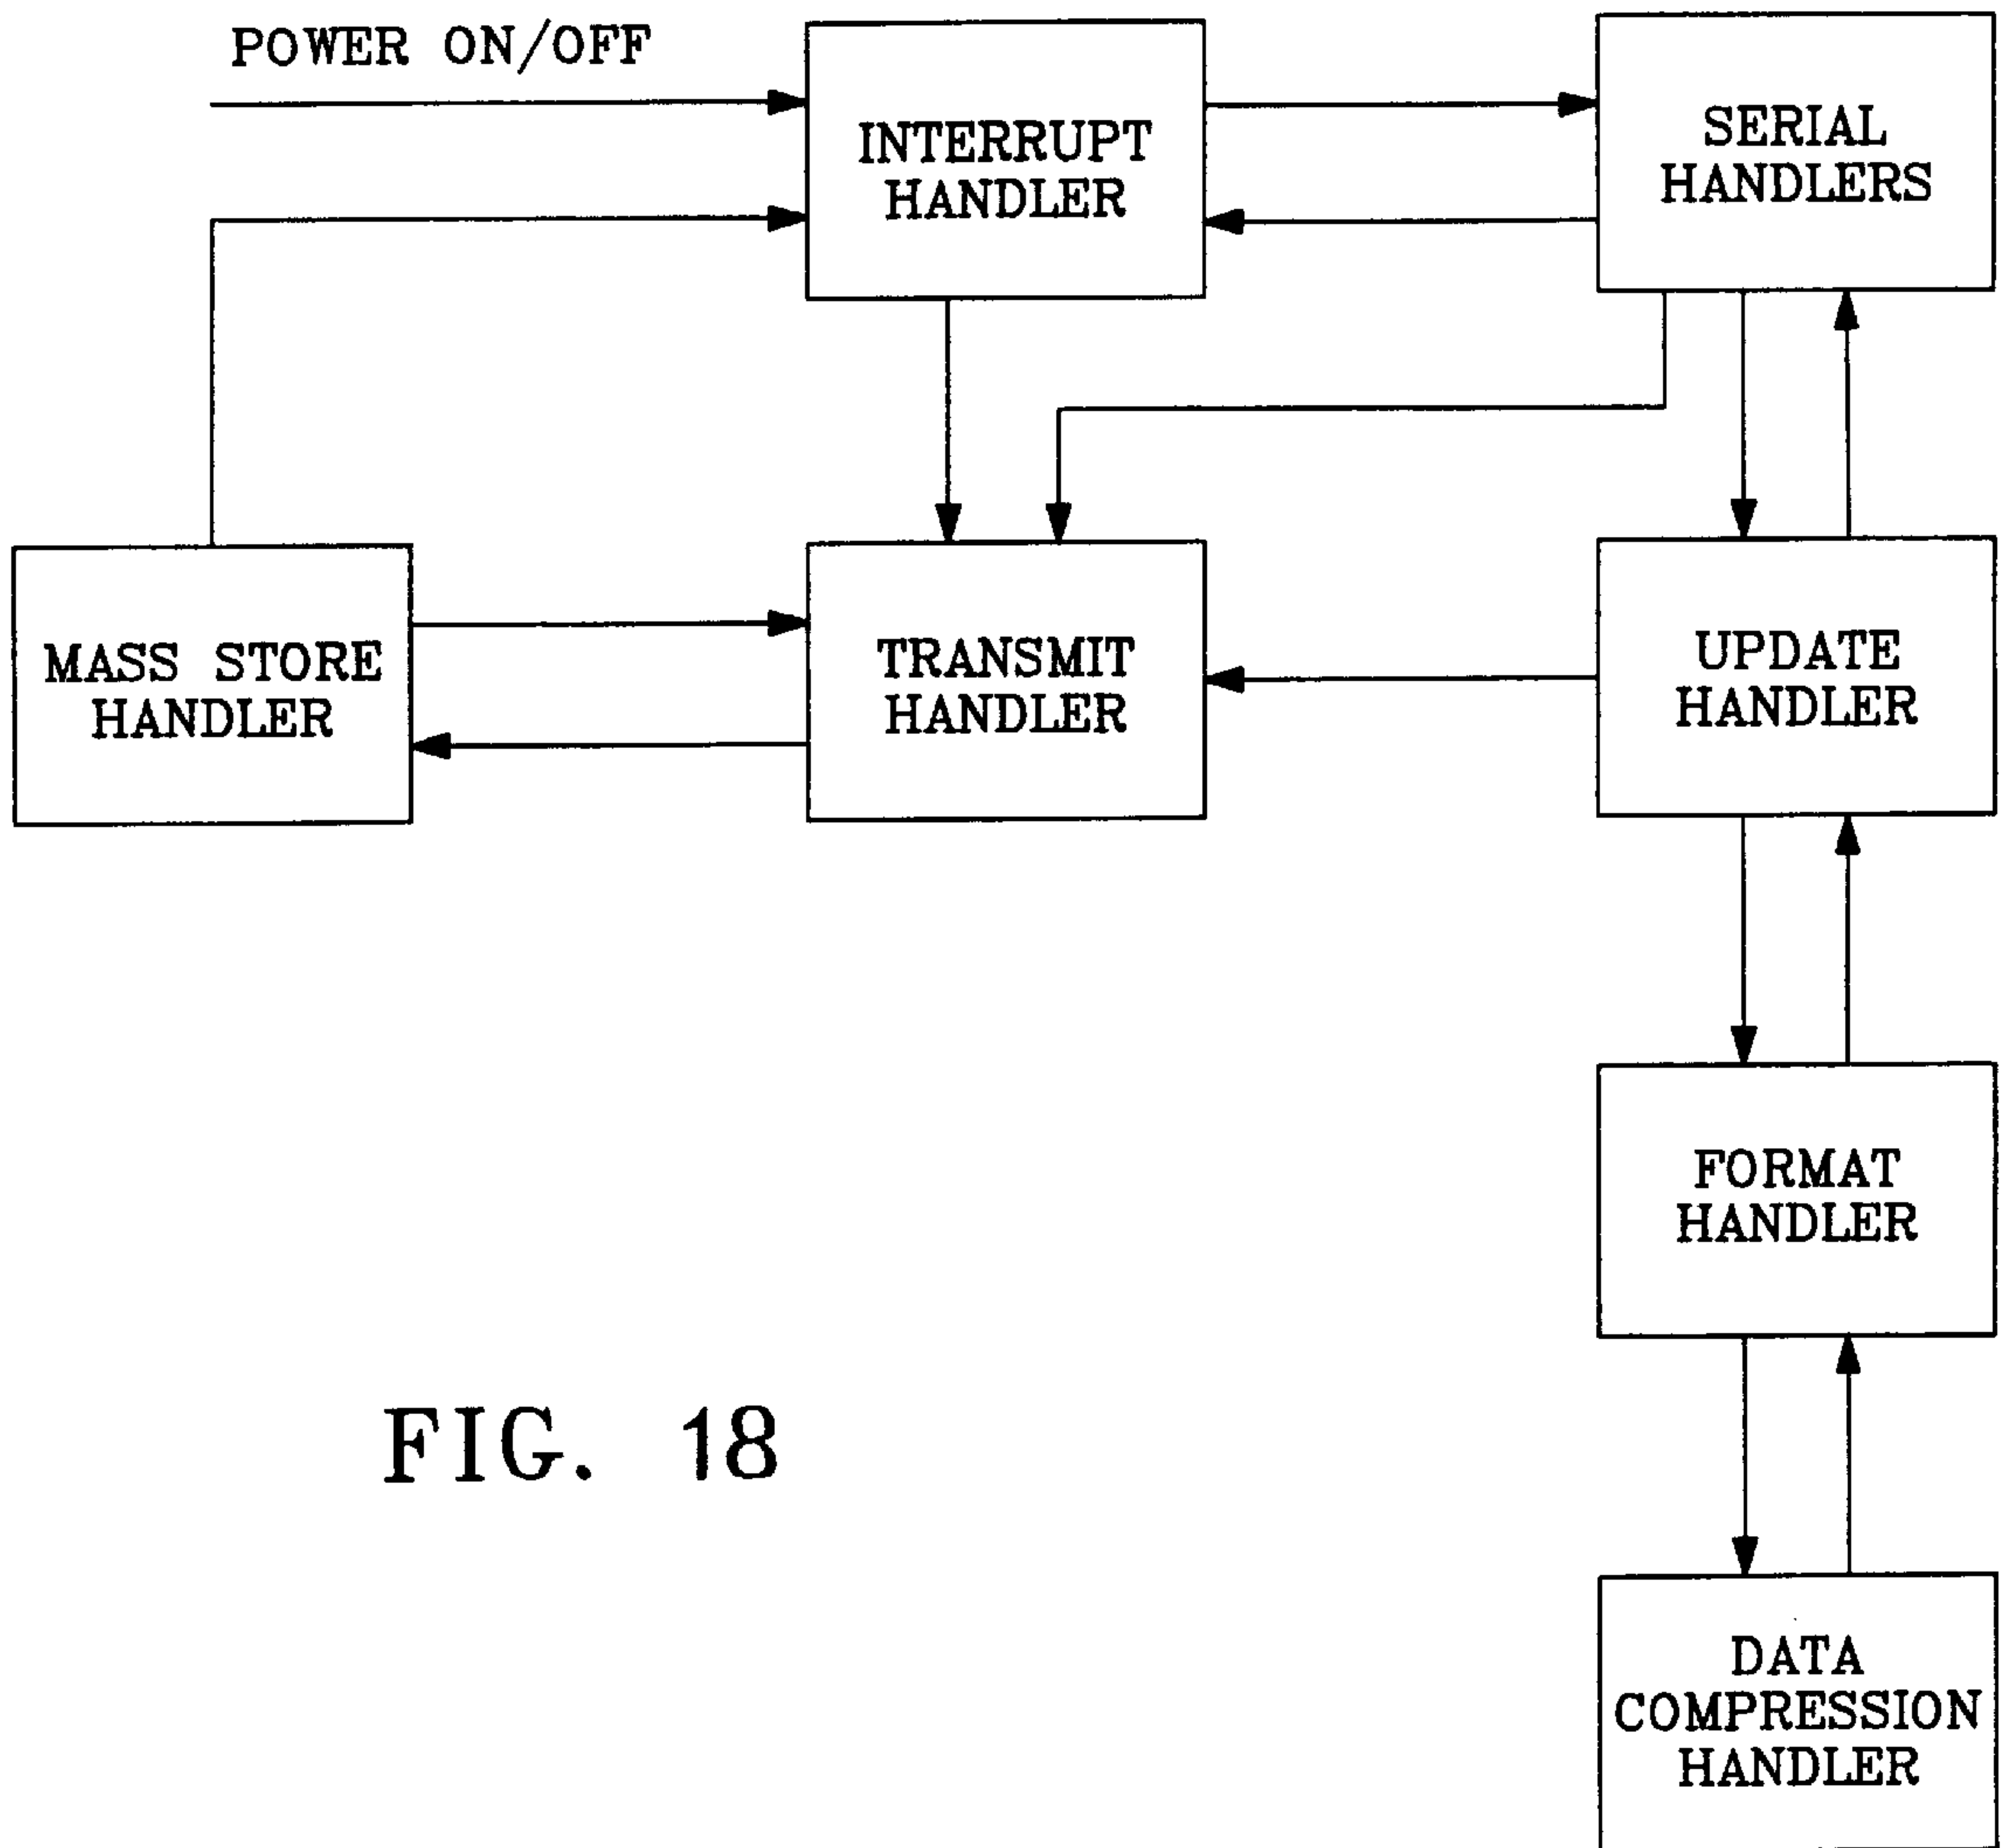 POWER ON/OFF
INTERRUPT
HANDLER
SERIAL
HANDLERS
MASS STORE
HANDLER
TRANSMIT
HANDLER
UPDATE
HANDLER
FORMAT
HANDLER
FIG. 18
DATA
COMPRESSION
HANDLER